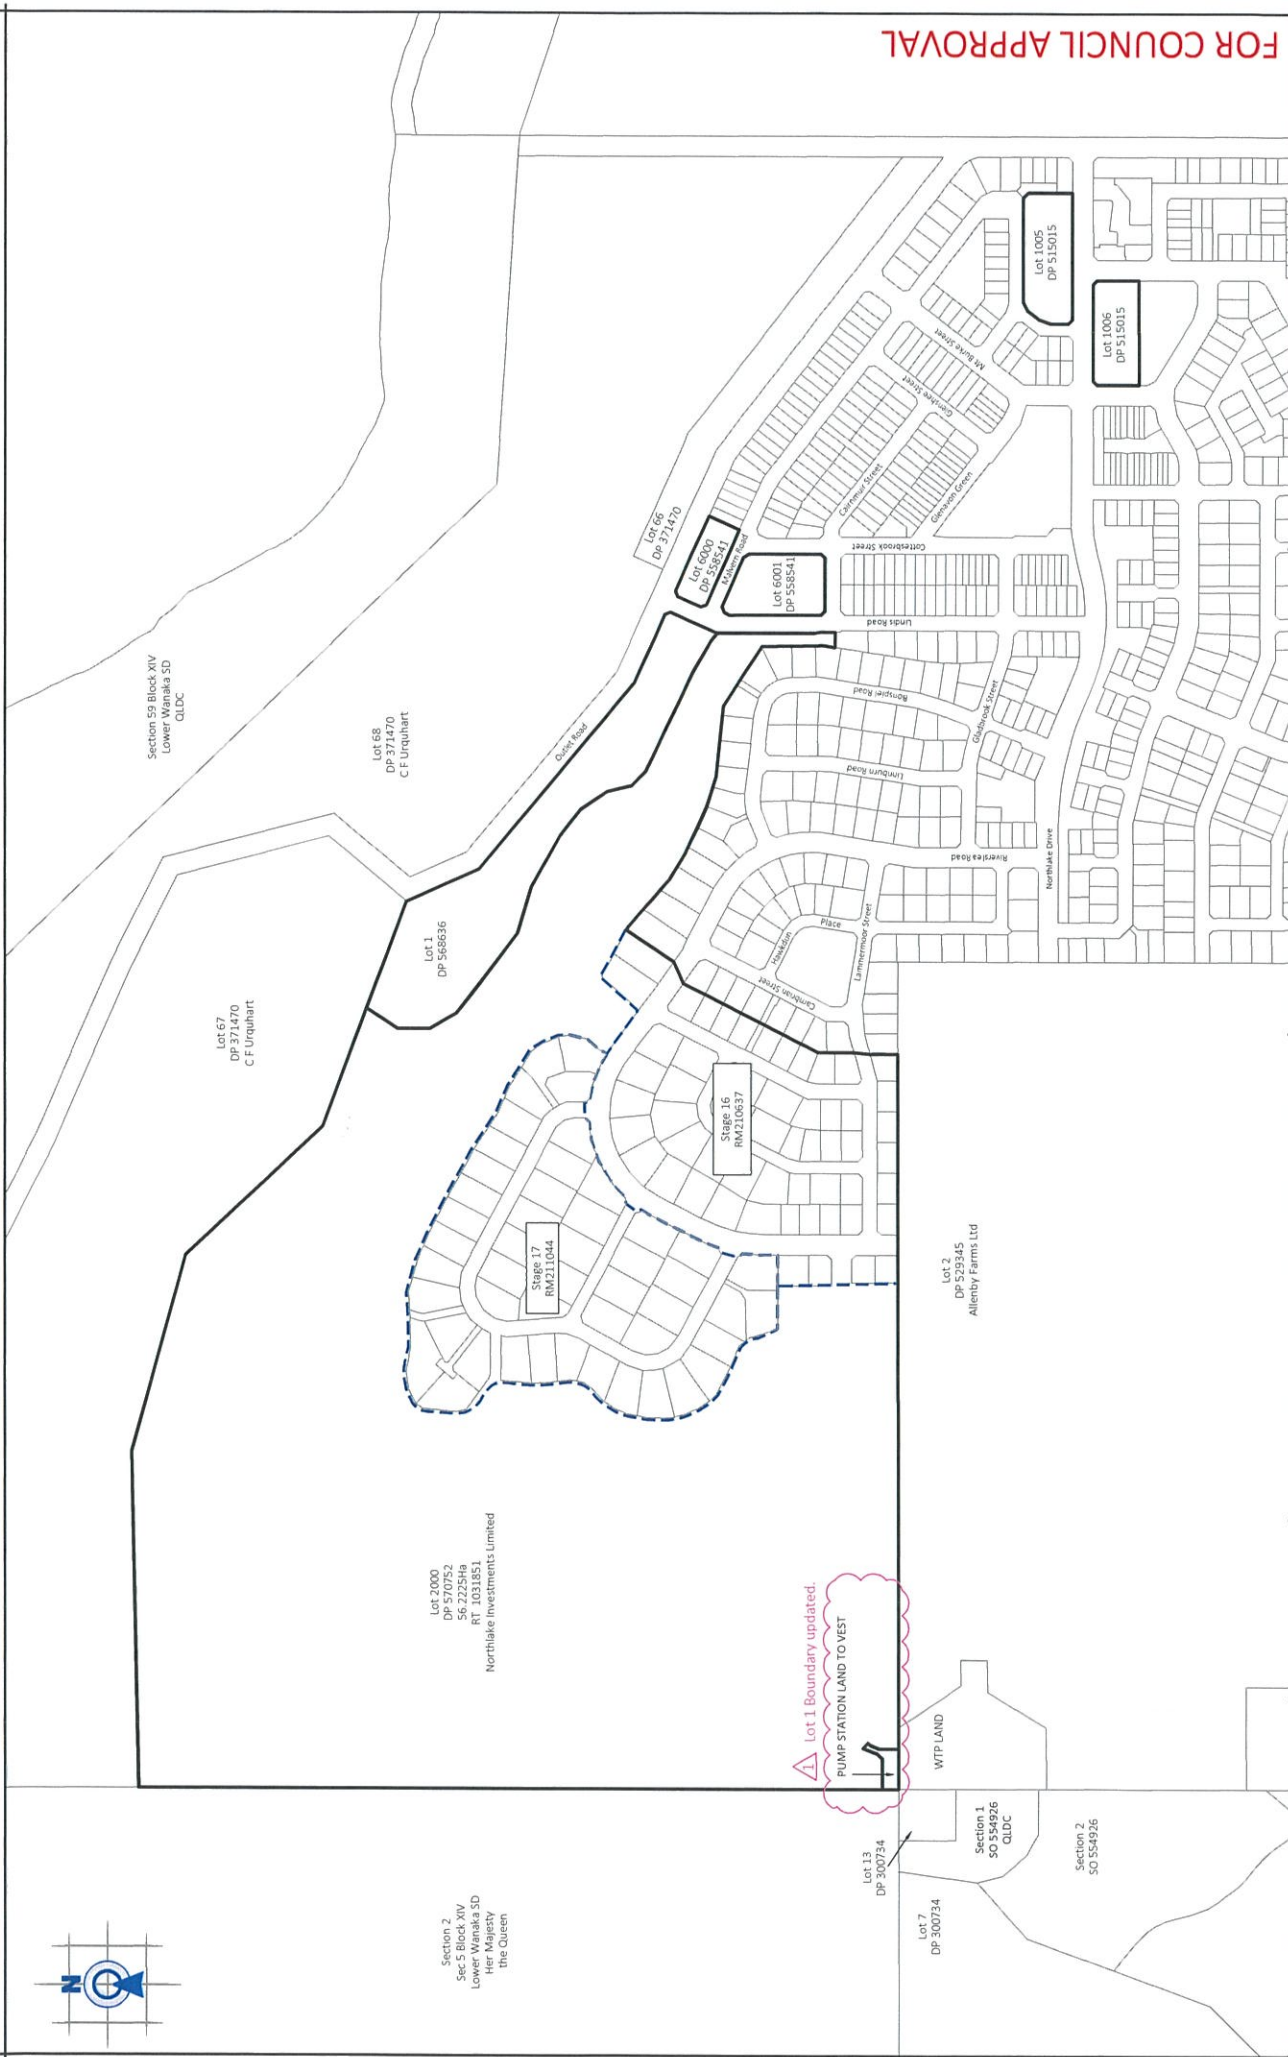 FOR COUNCIL APPROVAL
N
Section 59 Block XIV
Lower Wanaka SD
QLDC
Lot 68
DP 371470
C F Urquhart
Lot 67
DP 371470
C F Urquhart
Lot 66
DP 371470
Outlet Road
Lot 6000
DP 558541
Malvern Road
Lot 6001
DP 558541
Lot 1005
DP 515015
Lot 1006
DP 515015
Mt Burke Street
Glenshee Street
Cairnmuir Street
Glenavon Green
Cottesbrook Street
Lindis Road
Bonspiel Road
Gladbrook Street
Linnburn Road
Riverslea Road
Northlake Drive
Hawkdun
Place
Lammermoor Street
Cambrian Street
Lot 1
DP 568636
Stage 16
RM210637
Stage 17
RM211044
Lot 2
DP 529345
Allenby Farms Ltd
Lot 2000
DP 570752
56.2225Ha
RT 1031851
Northlake Investments Limited
1
Lot 1 Boundary updated.
PUMP STATION LAND TO VEST
WTP LAND
Lot 13
DP 300734
Section 1
SO 554926
QLDC
Section 2
SO 554926
Lot 7
DP 300734
Section 2
Sec 5 Block XIV
Lower Wanaka SD
Her Majesty
the Queen